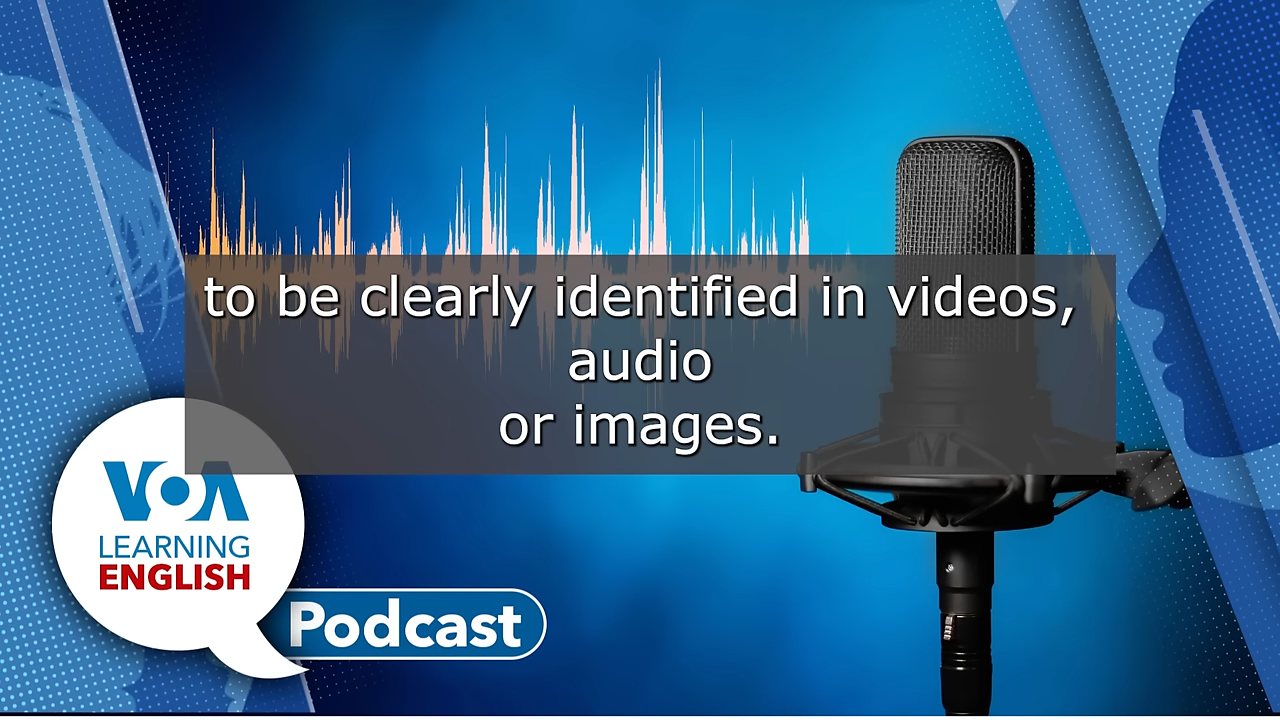 to be clearly identified in videos,
audio
or images.
VOA
LEARNING
ENGLISH
Podcast